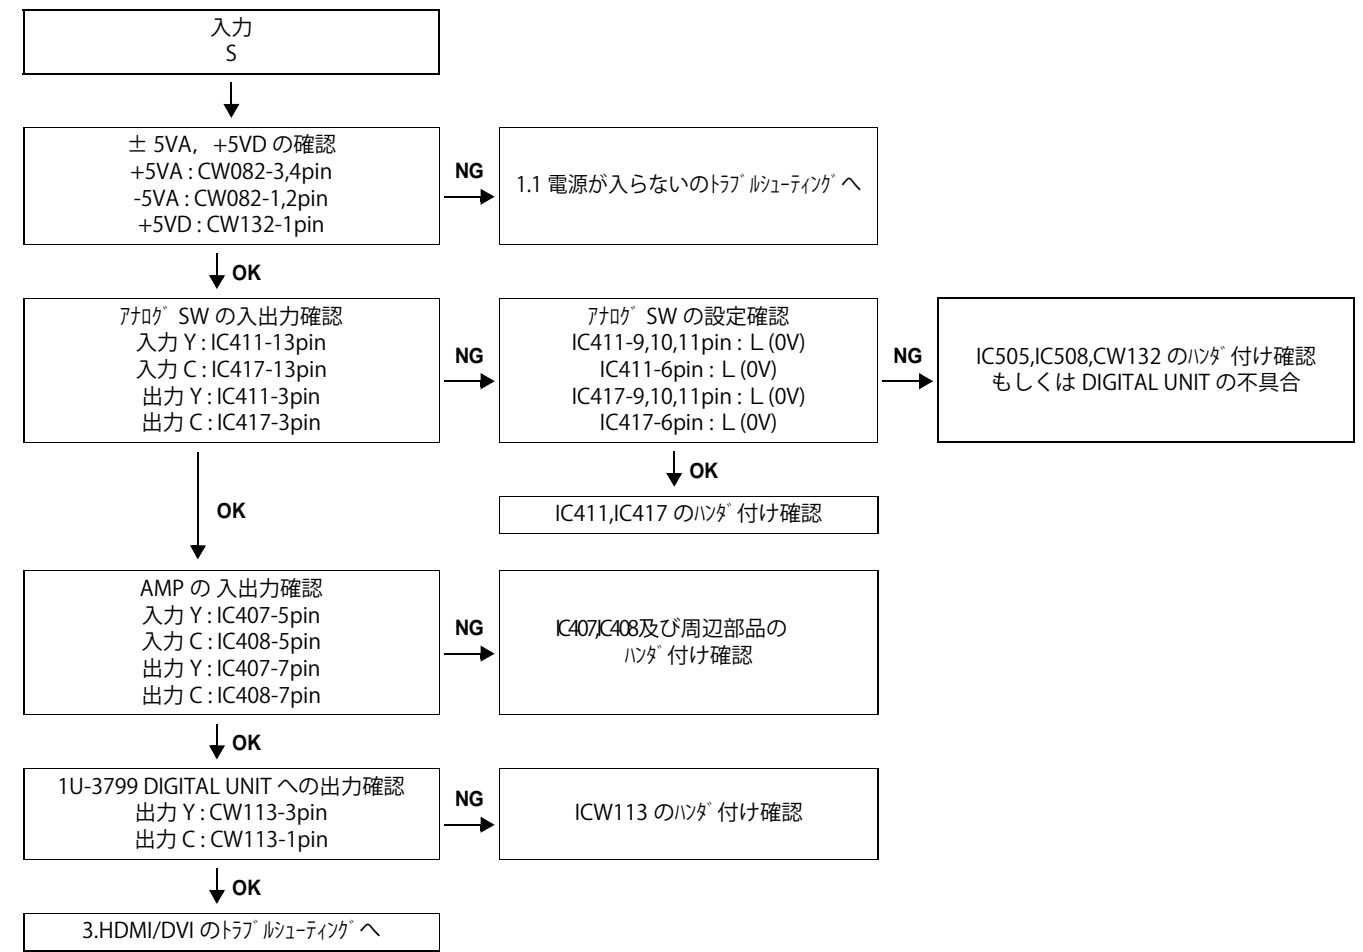 入力
S
± 5VA, +5VD の確認
+5VA : CW082-3,4pin
-5VA : CW082-1,2pin
+5VD : CW132-1pin
NG
1.1 電源が入らないのﾄﾗﾌﾞﾙｼｭｰﾃｨﾝｸﾞへ
OK
ｱﾅﾛｸﾞ SW の入出力確認
入力 Y : IC411-13pin
入力 C : IC417-13pin
出力 Y : IC411-3pin
出力 C : IC417-3pin
NG
ｱﾅﾛｸﾞ SW の設定確認
IC411-9,10,11pin : L (0V)
IC411-6pin : L (0V)
IC417-9,10,11pin : L (0V)
IC417-6pin : L (0V)
NG
IC505,IC508,CW132 のﾊﾝﾀﾞ付け確認
もしくは DIGITAL UNIT の不具合
OK
IC411,IC417 のﾊﾝﾀﾞ付け確認
OK
AMP の 入出力確認
入力 Y : IC407-5pin
入力 C : IC408-5pin
出力 Y : IC407-7pin
出力 C : IC408-7pin
NG
IC407,IC408及び周辺部品の
ﾊﾝﾀﾞ付け確認
OK
1U-3799 DIGITAL UNIT への出力確認
出力 Y : CW113-3pin
出力 C : CW113-1pin
NG
ICW113 のﾊﾝﾀﾞ付け確認
OK
3.HDMI/DVI のﾄﾗﾌﾞﾙｼｭｰﾃｨﾝｸﾞへ